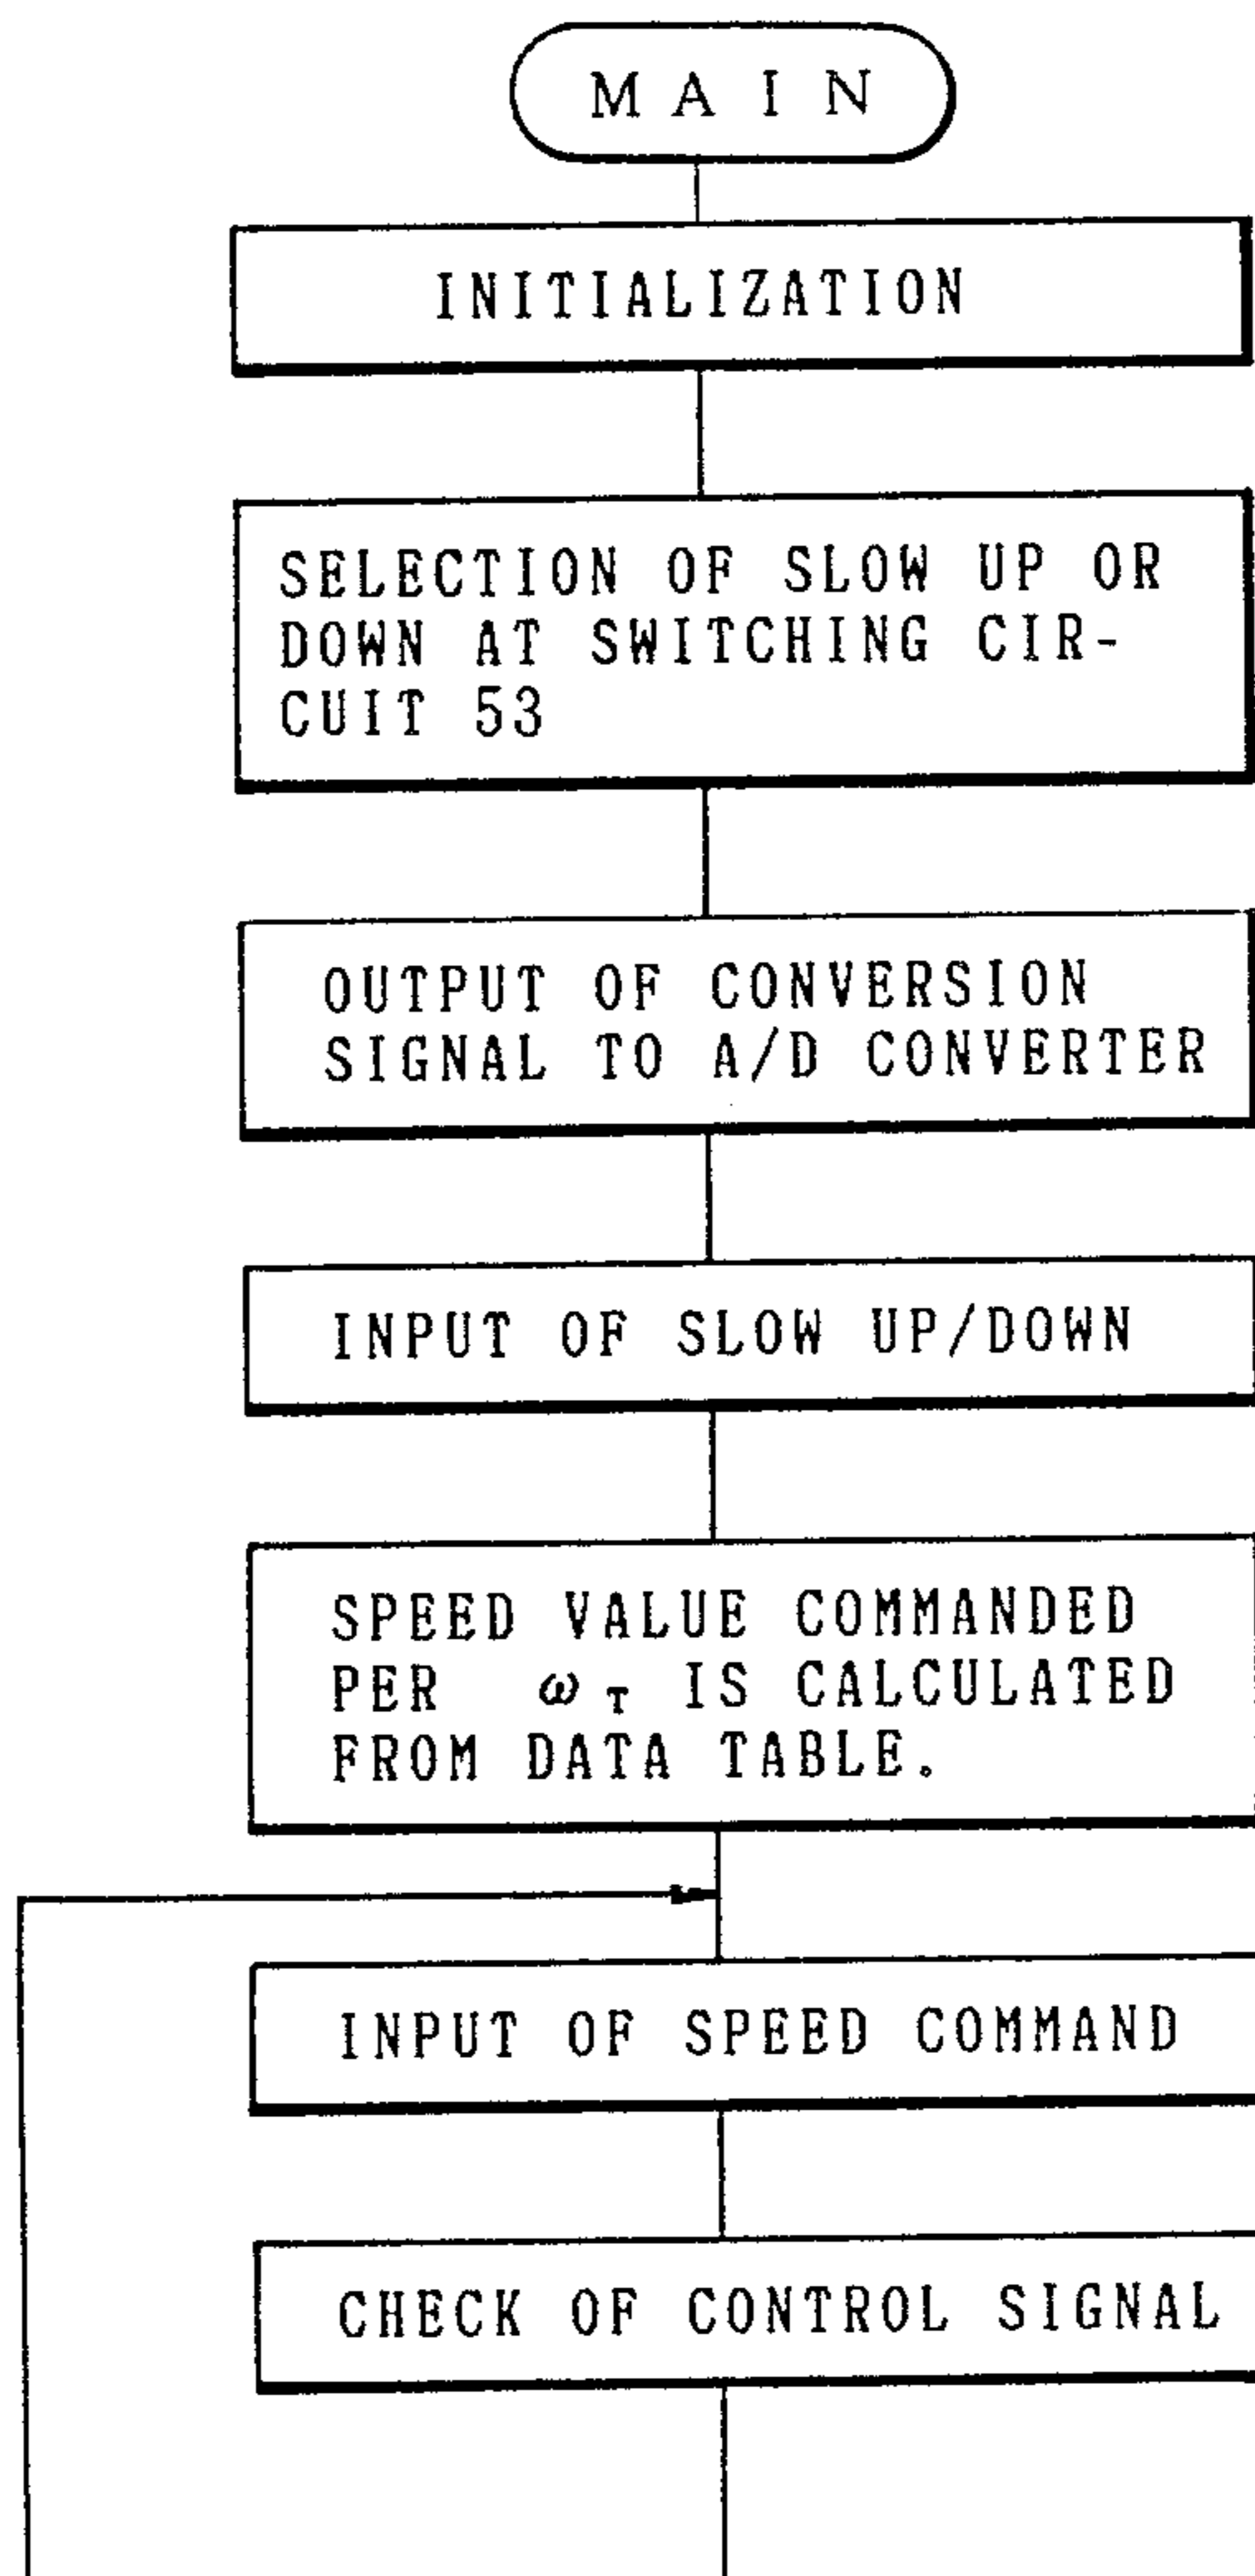 MAIN
INITIALIZATION
SELECTION OF SLOW UP OR
DOWN AT SWITCHING CIR-
CUIT 53
OUTPUT OF CONVERSION
SIGNAL TO A/D CONVERTER
INPUT OF SLOW UP/DOWN
SPEED VALUE COMMANDED
PER ω_T IS CALCULATED
FROM DATA TABLE.
INPUT OF SPEED COMMAND
CHECK OF CONTROL SIGNAL